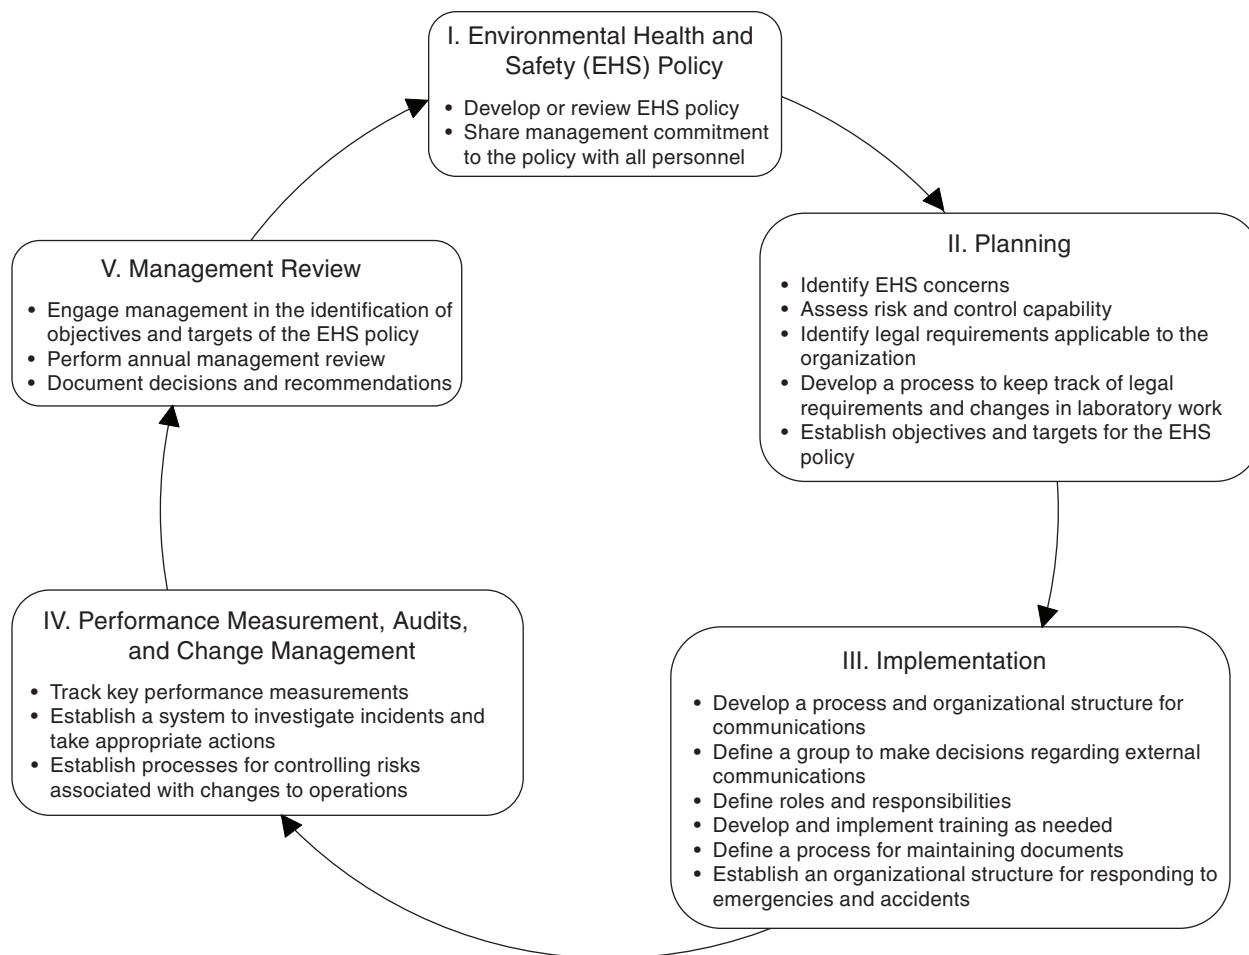 I. Environmental Health and
Safety (EHS) Policy
• Develop or review EHS policy
• Share management commitment
to the policy with all personnel
II. Planning
• Identify EHS concerns
• Assess risk and control capability
• Identify legal requirements applicable to the
organization
• Develop a process to keep track of legal
requirements and changes in laboratory work
• Establish objectives and targets for the EHS
policy
III. Implementation
• Develop a process and organizational structure for
communications
• Define a group to make decisions regarding external
communications
• Define roles and responsibilities
• Develop and implement training as needed
• Define a process for maintaining documents
• Establish an organizational structure for responding to
emergencies and accidents
IV. Performance Measurement, Audits,
and Change Management
• Track key performance measurements
• Establish a system to investigate incidents and
take appropriate actions
• Establish processes for controlling risks
associated with changes to operations
V. Management Review
• Engage management in the identification of
objectives and targets of the EHS policy
• Perform annual management review
• Document decisions and recommendations